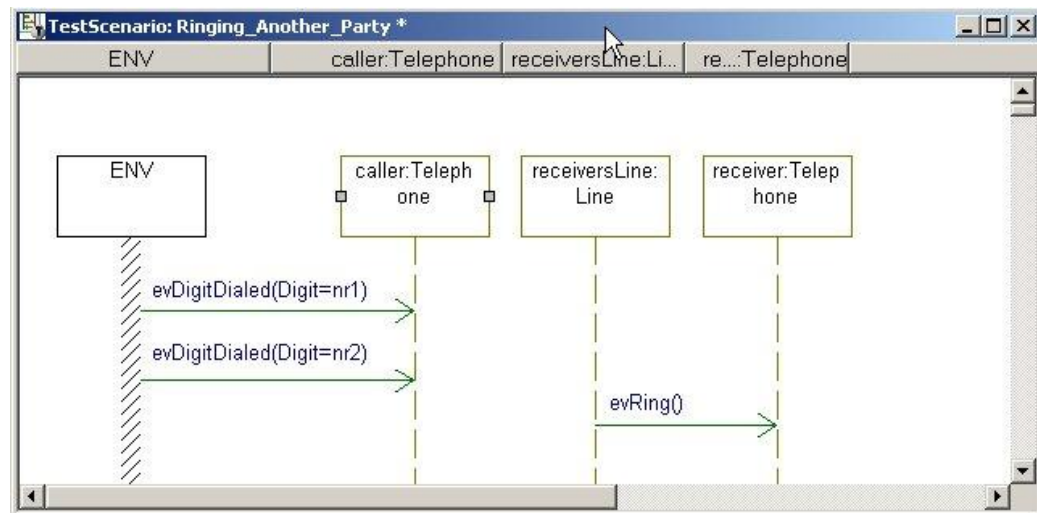 TestScenario: Ringing_Another_Party *
ENV caller:Telephone receiversLine:Li... re...:Telephone
ENV
caller:Teleph
one
receiversLine:
Line
receiver:Telep
hone
evDigitDialed(Digit=nr1)
evDigitDialed(Digit=nr2)
evRing()